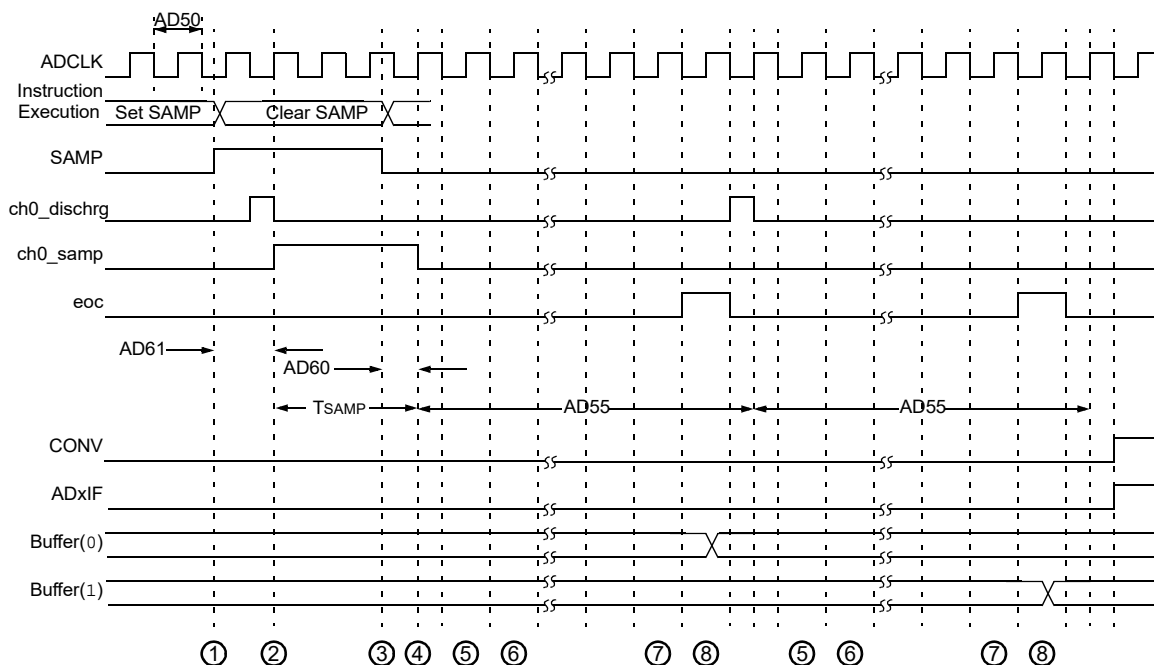 AD50
ADCLK
Instruction
Execution
Set SAMP
Clear SAMP
SAMP
ch0_dischrg
ch0_samp
eoc
AD61
AD60
TSAMP
AD55
AD55
CONV
ADxIF
Buffer(0)
Buffer(1)
① ② ③ ④ ⑤ ⑥ ⑦ ⑧ ⑤ ⑥ ⑦ ⑧